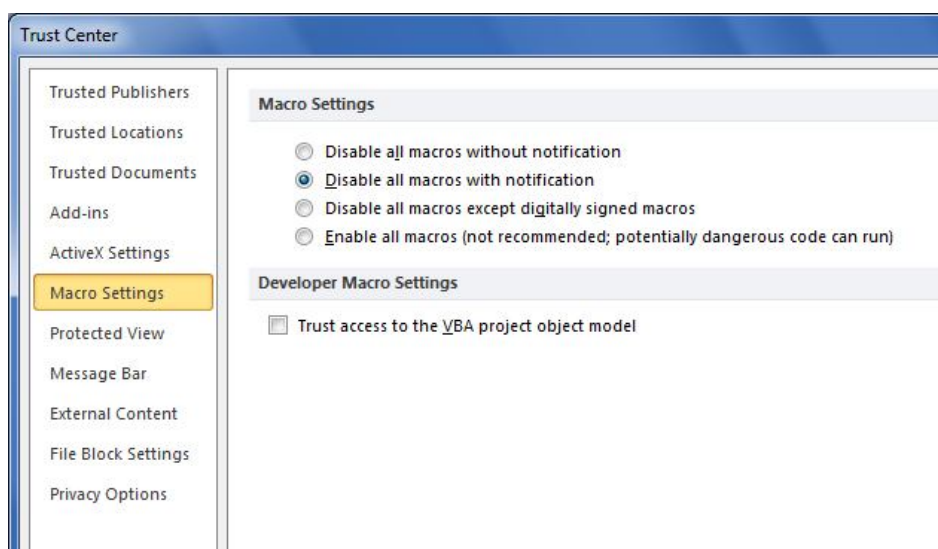 Trust Center
Trusted Publishers
Trusted Locations
Trusted Documents
Add-ins
ActiveX Settings
Macro Settings
Protected View
Message Bar
External Content
File Block Settings
Privacy Options
Macro Settings
Disable all macros without notification
Disable all macros with notification
Disable all macros except digitally signed macros
Enable all macros (not recommended; potentially dangerous code can run)
Developer Macro Settings
Trust access to the VBA project object model